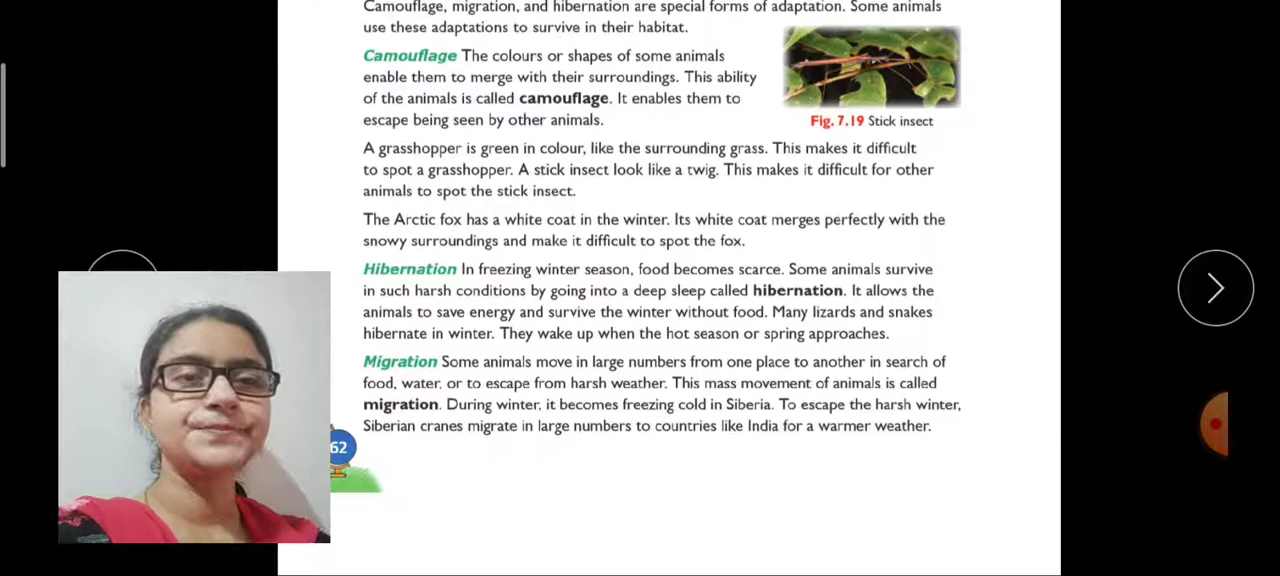 Camouflage, migration, and hibernation are special forms of adaptation. Some animals
use these adaptations to survive in their habitat.
Camouflage The colours or shapes of some animals
enable them to merge with their surroundings. This ability
of the animals is called camouflage. It enables them to
escape being seen by other animals.
Fig. 7.19 Stick insect
A grasshopper is green in colour, like the surrounding grass. This makes it difficult
to spot a grasshopper. A stick insect look like a twig. This makes it difficult for other
animals to spot the stick insect.
The Arctic fox has a white coat in the winter. Its white coat merges perfectly with the
snowy surroundings and make it difficult to spot the fox.
Hibernation In freezing winter season, food becomes scarce. Some animals survive
in such harsh conditions by going into a deep sleep called hibernation. It allows the
animals to save energy and survive the winter without food. Many lizards and snakes
hibernate in winter. They wake up when the hot season or spring approaches.
Migration Some animals move in large numbers from one place to another in search of
food, water, or to escape from harsh weather. This mass movement of animals is called
migration. During winter, it becomes freezing cold in Siberia. To escape the harsh winter,
Siberian cranes migrate in large numbers to countries like India for a warmer weather.
62